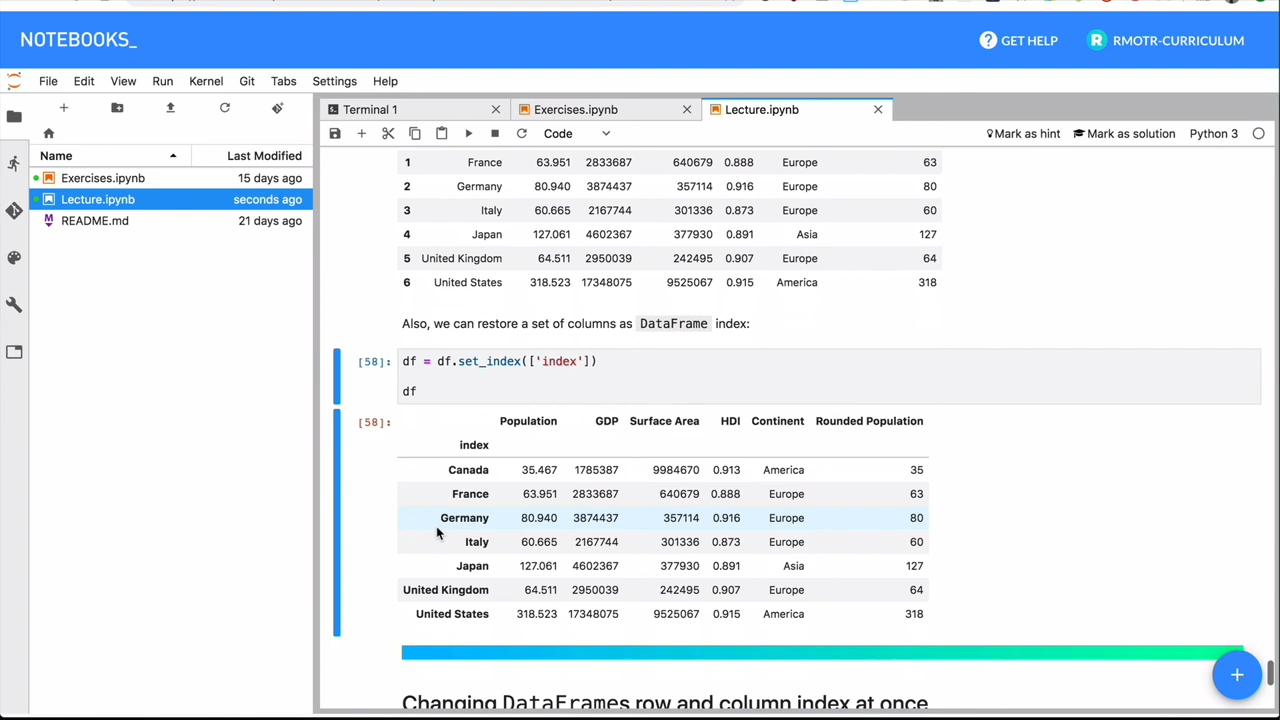 NOTEBOOKS_
GET HELP
R RMOTR-CURRICULUM
File Edit View Run Kernel Git Tabs Settings Help
Terminal 1 Exercises.ipynb Lecture.ipynb
Code Mark as hint Mark as solution Python 3
Name Last Modified
Exercises.ipynb 15 days ago
Lecture.ipynb seconds ago
README.md 21 days ago
1 France 63.951 2833687 640679 0.888 Europe 63
2 Germany 80.940 3874437 357114 0.916 Europe 80
3 Italy 60.665 2167744 301336 0.873 Europe 60
4 Japan 127.061 4602367 377930 0.891 Asia 127
5 United Kingdom 64.511 2950039 242495 0.907 Europe 64
6 United States 318.523 17348075 9525067 0.915 America 318
Also, we can restore a set of columns as DataFrame index:
[58]: df = df.set_index(['index'])
df
[58]: Population GDP Surface Area HDI Continent Rounded Population
index
Canada 35.467 1785387 9984670 0.913 America 35
France 63.951 2833687 640679 0.888 Europe 63
Germany 80.940 3874437 357114 0.916 Europe 80
Italy 60.665 2167744 301336 0.873 Europe 60
Japan 127.061 4602367 377930 0.891 Asia 127
United Kingdom 64.511 2950039 242495 0.907 Europe 64
United States 318.523 17348075 9525067 0.915 America 318
Changing DataFrames row and column index at once